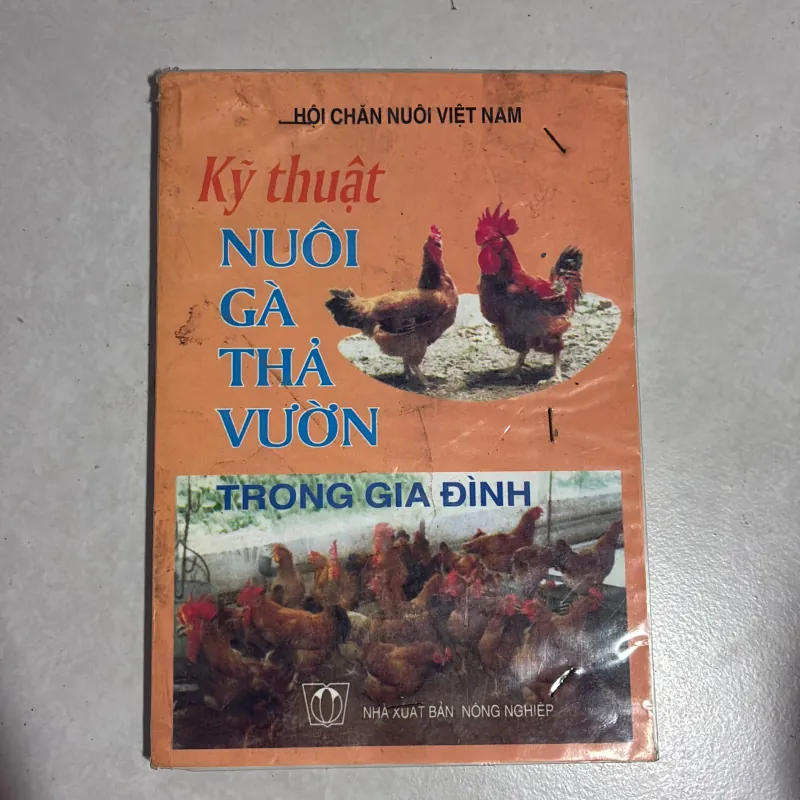 HỘI CHĂN NUÔI VIỆT NAM
Kỹ thuật
NUÔI
GÀ
THẢ
VƯỜN
TRONG GIA ĐÌNH
NHÀ XUẤT BẢN NÔNG NGHIỆP